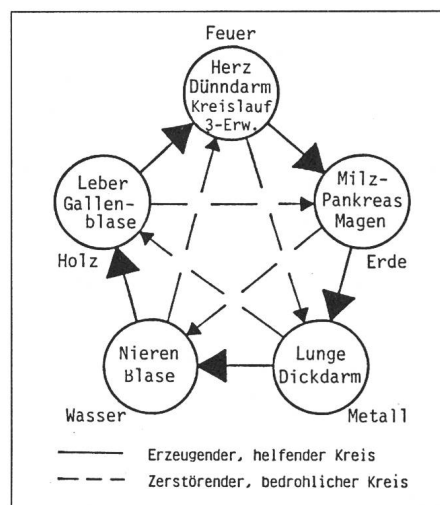 Feuer
Herz
Dünndarm
Kreislauf
3-Erw.
Leber
Gallen-
blase
Holz
Milz-
Pankreas
Magen
Erde
Nieren
Blase
Wasser
Lunge
Dickdarm
Metall
Erzeugender, helfender Kreis
Zerstörender, bedrohlicher Kreis